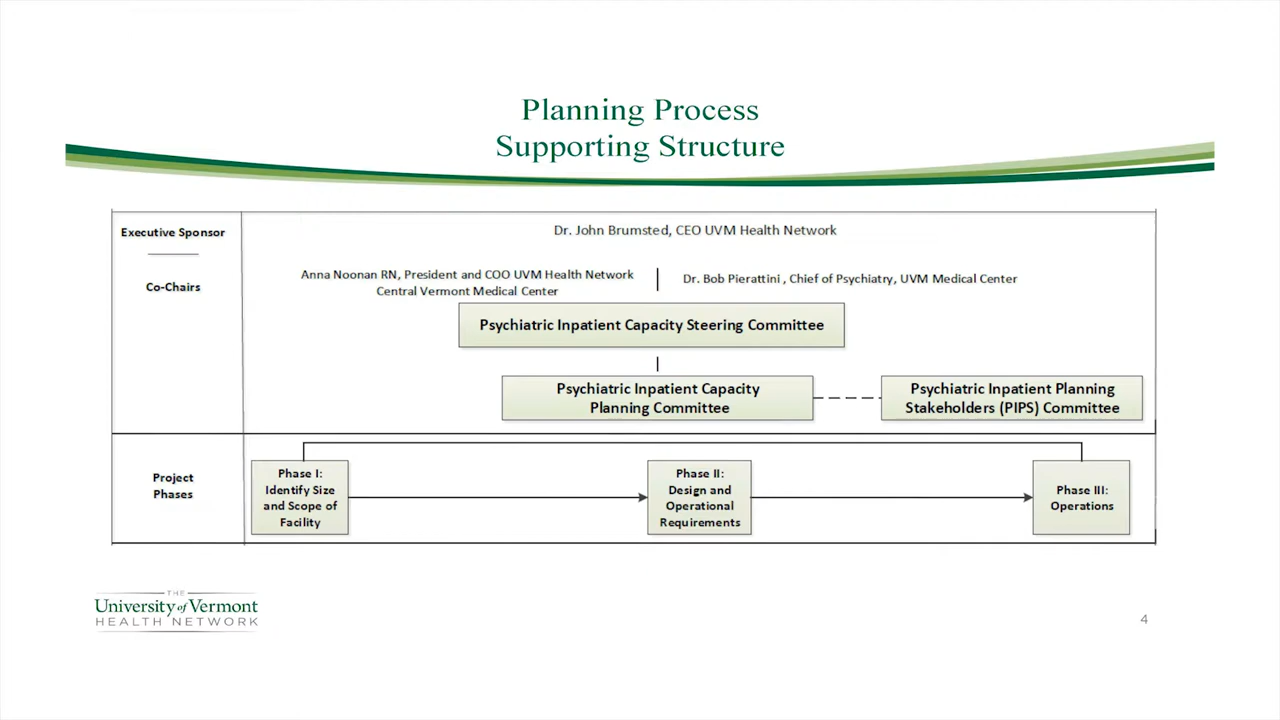 Planning Process
Supporting Structure
Executive Sponsor
Dr. John Brumsted, CEO UVM Health Network
Co-Chairs
Anna Noonan RN, President and COO UVM Health Network
Central Vermont Medical Center
Dr. Bob Pierattini , Chief of Psychiatry, UVM Medical Center
Psychiatric Inpatient Capacity Steering Committee
Psychiatric Inpatient Capacity
Planning Committee
Psychiatric Inpatient Planning
Stakeholders (PIPS) Committee
Project
Phases
Phase I:
Identify Size
and Scope of
Facility
Phase II:
Design and
Operational
Requirements
Phase III:
Operations
THE
University of Vermont
HEALTH NETWORK
4